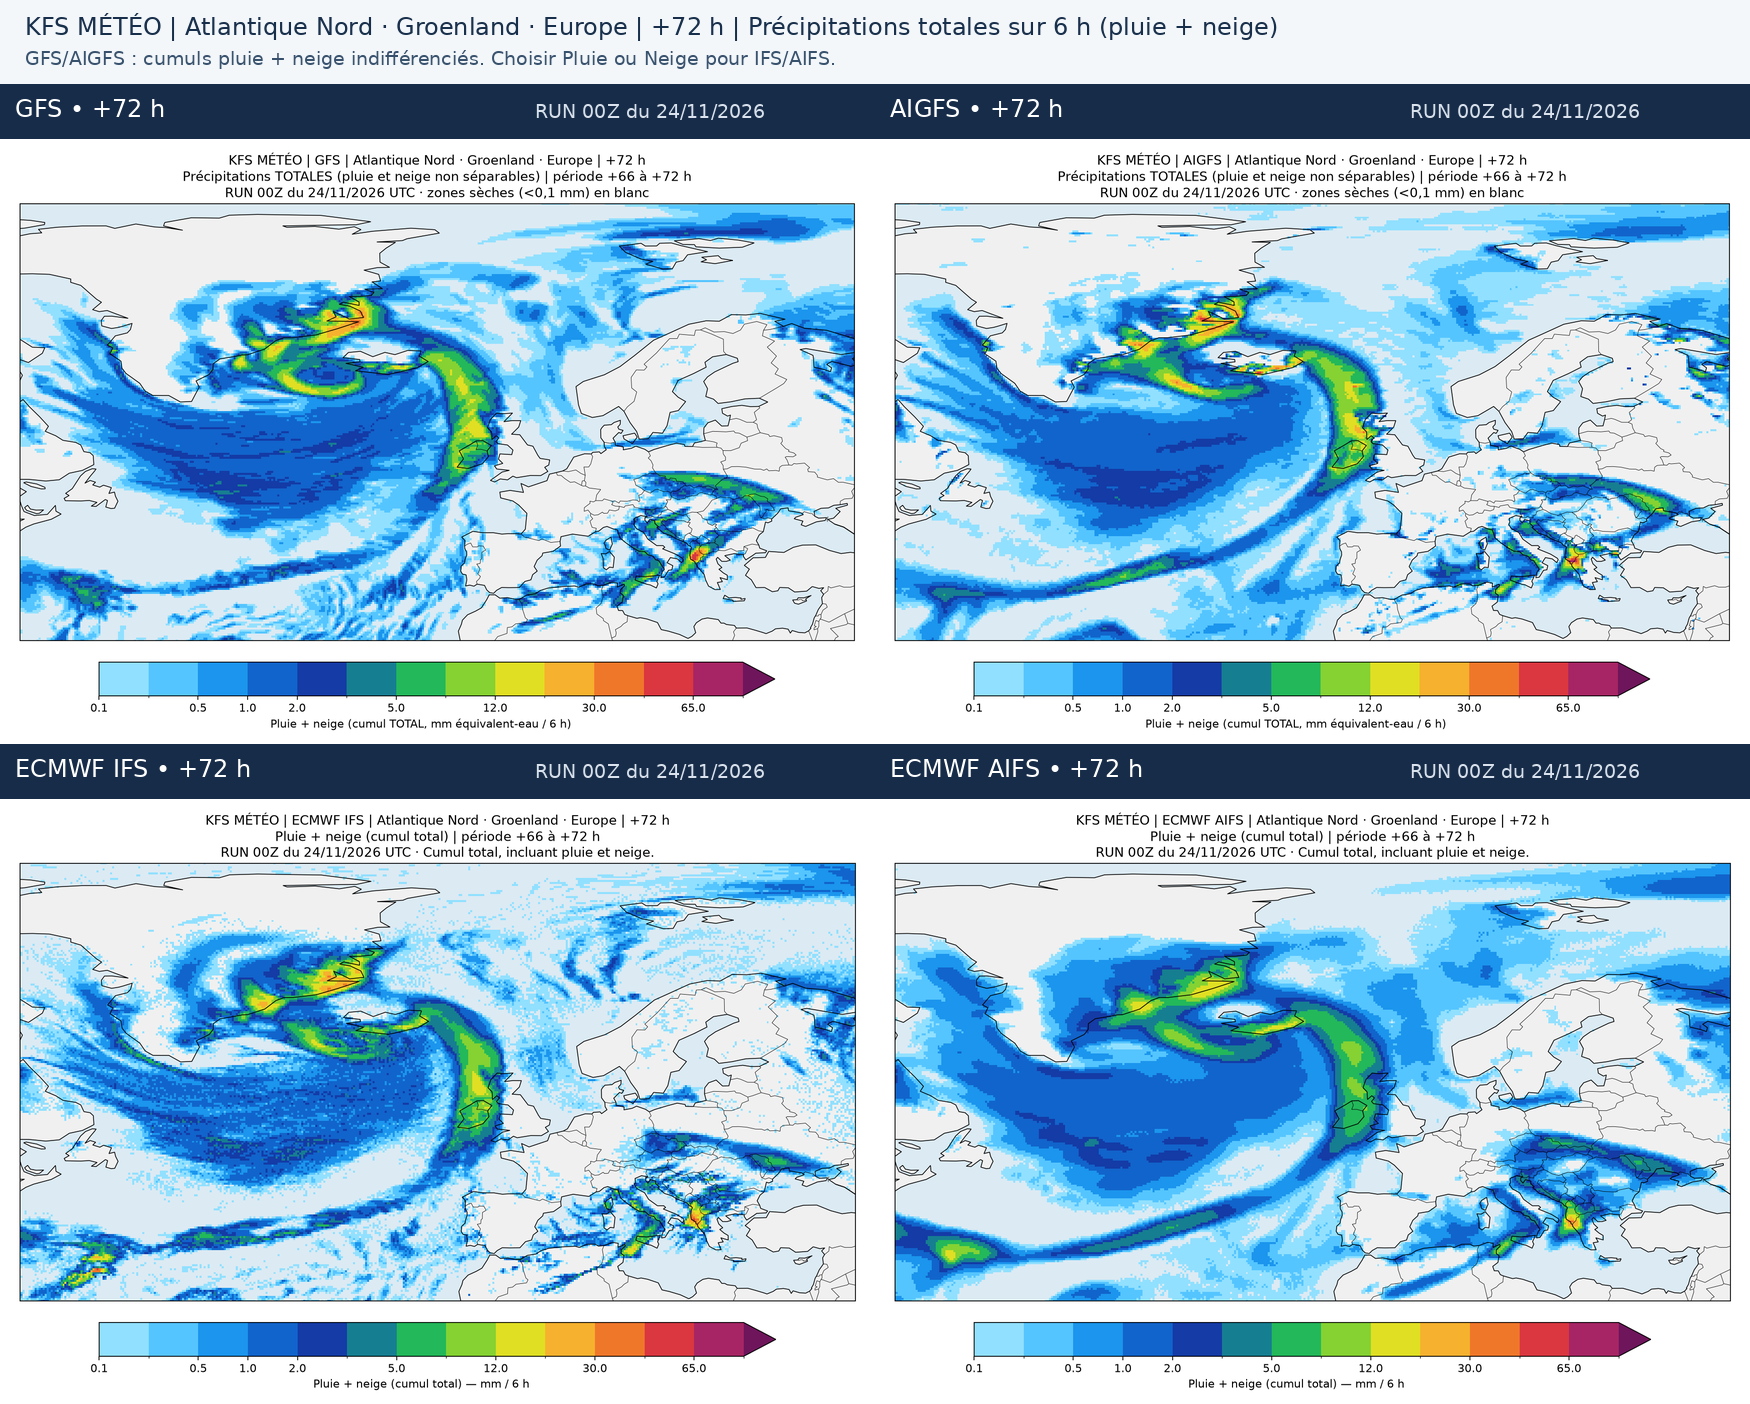 KFS MÉTÉO | Atlantique Nord · Groenland · Europe | +72 h | Précipitations totales sur 6 h (pluie + neige)
GFS/AIGFS : cumuls pluie + neige indifférenciés. Choisir Pluie ou Neige pour IFS/AIFS.
GFS • +72 h RUN 00Z du 24/11/2026
KFS MÉTÉO | GFS | Atlantique Nord · Groenland · Europe | +72 h
Précipitations TOTALES (pluie et neige non séparables) | période +66 à +72 h
RUN 00Z du 24/11/2026 UTC · zones sèches (<0,1 mm) en blanc
0.1 0.5 1.0 2.0 5.0 12.0 30.0 65.0
Pluie + neige (cumul TOTAL, mm équivalent-eau / 6 h)
AIGFS • +72 h RUN 00Z du 24/11/2026
KFS MÉTÉO | AIGFS | Atlantique Nord · Groenland · Europe | +72 h
Précipitations TOTALES (pluie et neige non séparables) | période +66 à +72 h
RUN 00Z du 24/11/2026 UTC · zones sèches (<0,1 mm) en blanc
0.1 0.5 1.0 2.0 5.0 12.0 30.0 65.0
Pluie + neige (cumul TOTAL, mm équivalent-eau / 6 h)
ECMWF IFS • +72 h RUN 00Z du 24/11/2026
KFS MÉTÉO | ECMWF IFS | Atlantique Nord · Groenland · Europe | +72 h
Pluie + neige (cumul total) | période +66 à +72 h
RUN 00Z du 24/11/2026 UTC · Cumul total, incluant pluie et neige.
0.1 0.5 1.0 2.0 5.0 12.0 30.0 65.0
Pluie + neige (cumul total) — mm / 6 h
ECMWF AIFS • +72 h RUN 00Z du 24/11/2026
KFS MÉTÉO | ECMWF AIFS | Atlantique Nord · Groenland · Europe | +72 h
Pluie + neige (cumul total) | période +66 à +72 h
RUN 00Z du 24/11/2026 UTC · Cumul total, incluant pluie et neige.
0.1 0.5 1.0 2.0 5.0 12.0 30.0 65.0
Pluie + neige (cumul total) — mm / 6 h